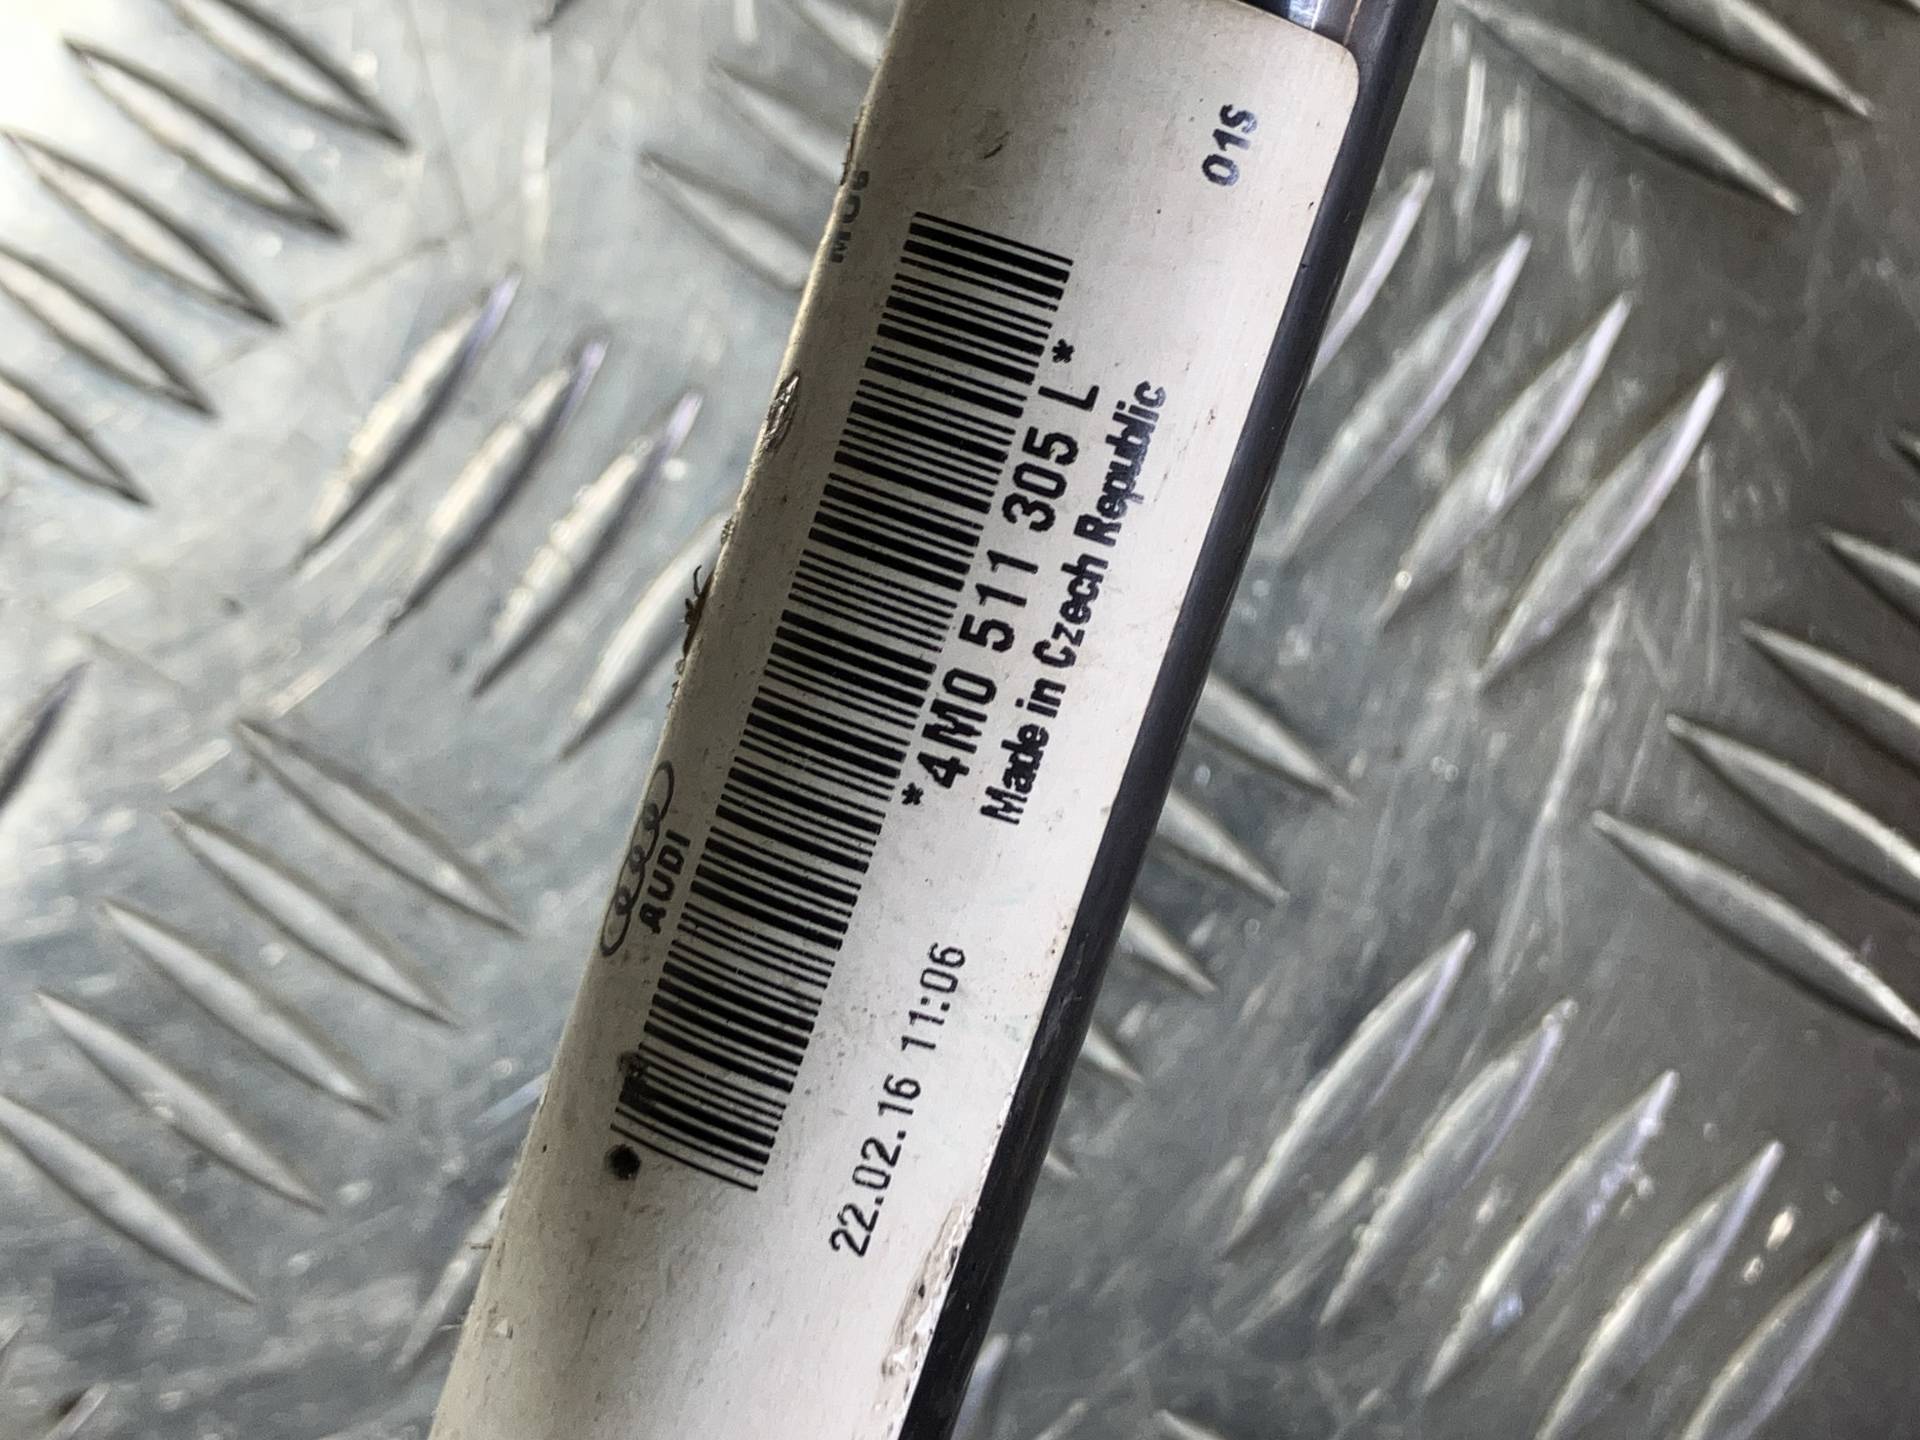 01S
AUDI
*4M0 511 305 L*
Made in Czech Republic
22.02.16 11:06